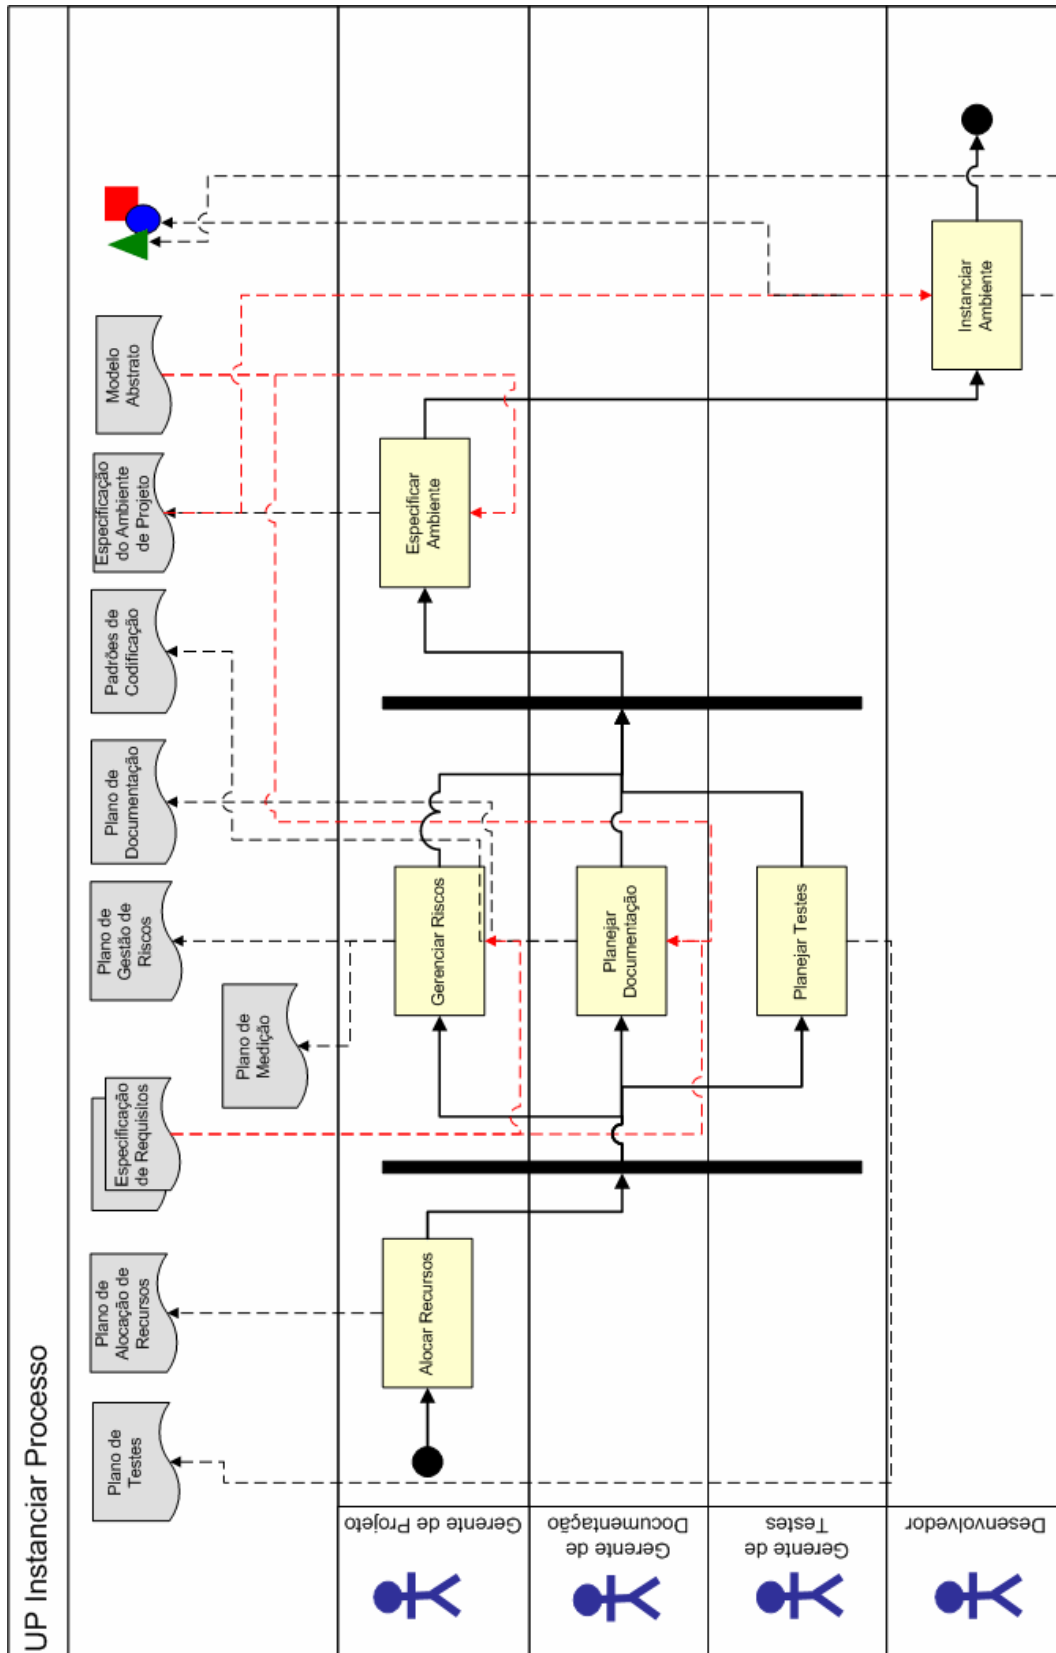 UP Instanciar Processo
Plano de
Testes
Plano de
Alocação de
Recursos
Especificação
de Requisitos
Plano de
Medição
Plano de
Gestão de
Riscos
Plano de
Documentação
Padrões de
Codificação
Especificação
do Ambiente
de Projeto
Modelo
Abstrato
Gerente de Projeto
Alocar Recursos
Gerenciar Riscos
Especificar
Ambiente
Gerente de
Documentação
Planejar
Documentação
Gerente de
Testes
Planejar Testes
Desenvolvedor
Instanciar
Ambiente